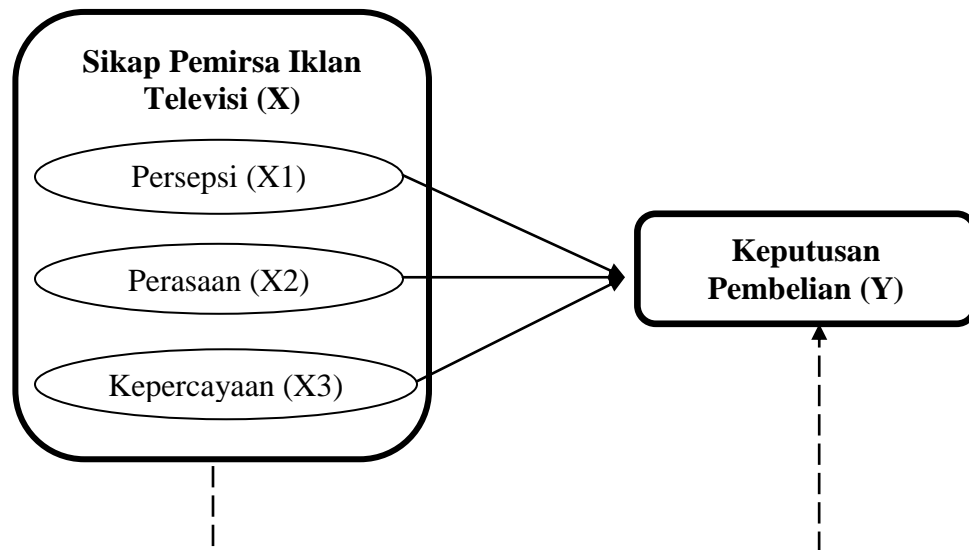 Sikap Pemirsa Iklan
Televisi (X)
Persepsi (X1)
Perasaan (X2)
Kepercayaan (X3)
Keputusan
Pembelian (Y)